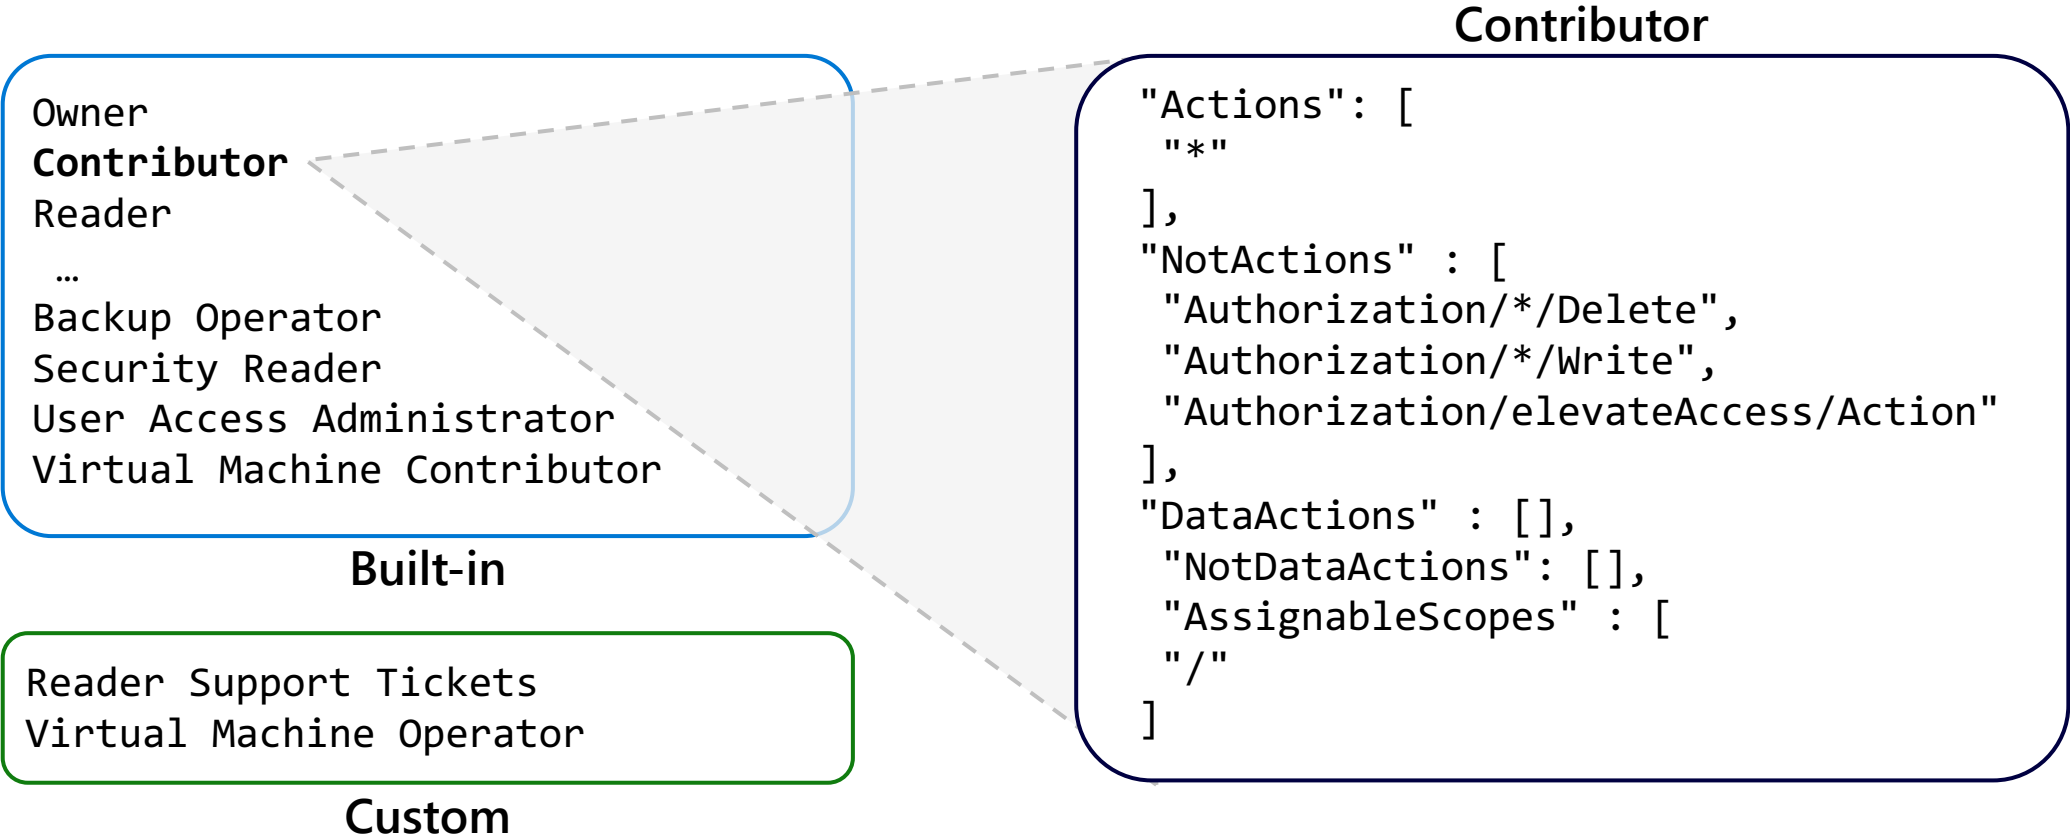 Owner
Contributor
Reader
…
Backup Operator
Security Reader
User Access Administrator
Virtual Machine Contributor
Built-in
Reader Support Tickets
Virtual Machine Operator
Custom
Contributor
"Actions": [
"*"
],
"NotActions" : [
"Authorization/*/Delete",
"Authorization/*/Write",
"Authorization/elevateAccess/Action"
],
"DataActions" : [],
"NotDataActions": [],
"AssignableScopes" : [
"/"
]